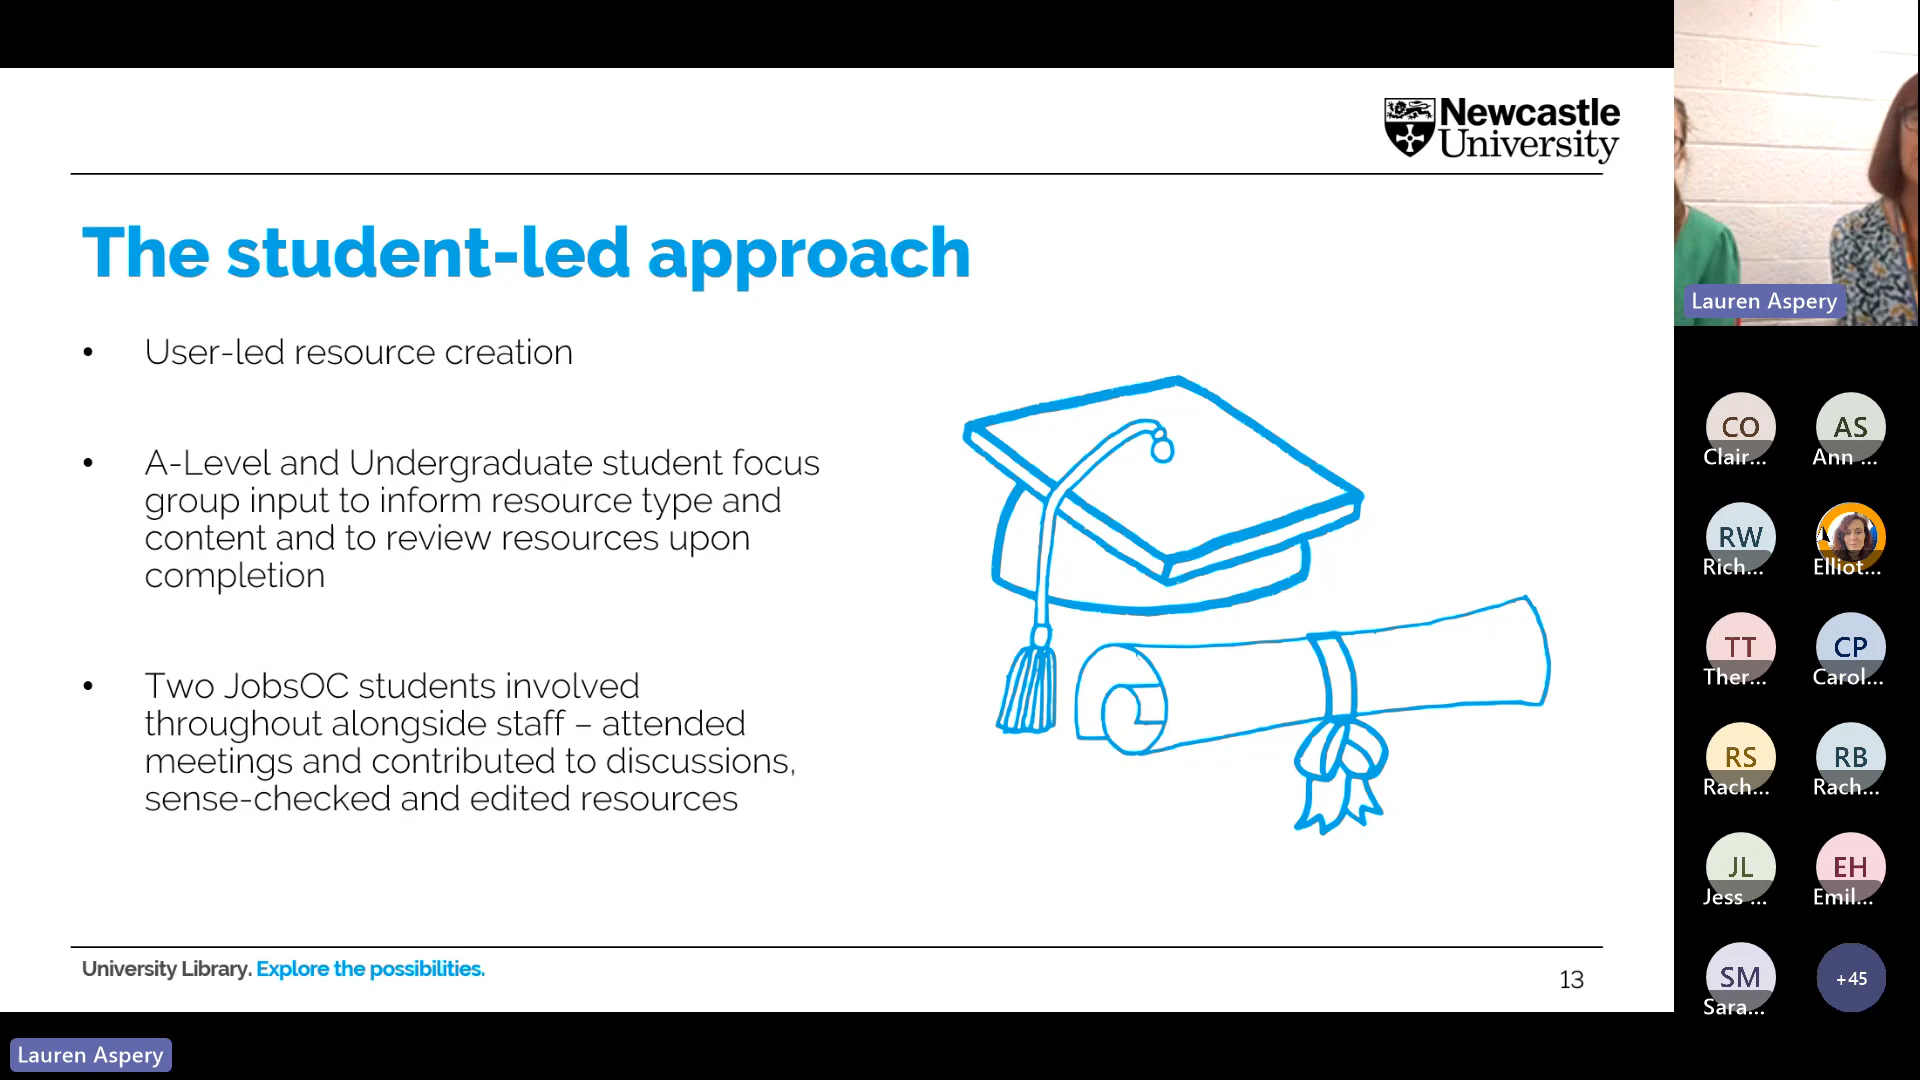 Newcastle
University
The student-led approach
• User-led resource creation
• A-Level and Undergraduate student focus
group input to inform resource type and
content and to review resources upon
completion
• Two JobsOC students involved
throughout alongside staff – attended
meetings and contributed to discussions,
sense-checked and edited resources
University Library. Explore the possibilities.
13
Lauren Aspery
Lauren Aspery
CO
Clair...
AS
Ann ...
RW
Rich...
Elliot...
TT
Ther...
CP
Carol...
RS
Rach...
RB
Rach...
JL
Jess ...
EH
Emil...
SM
Sara...
+45